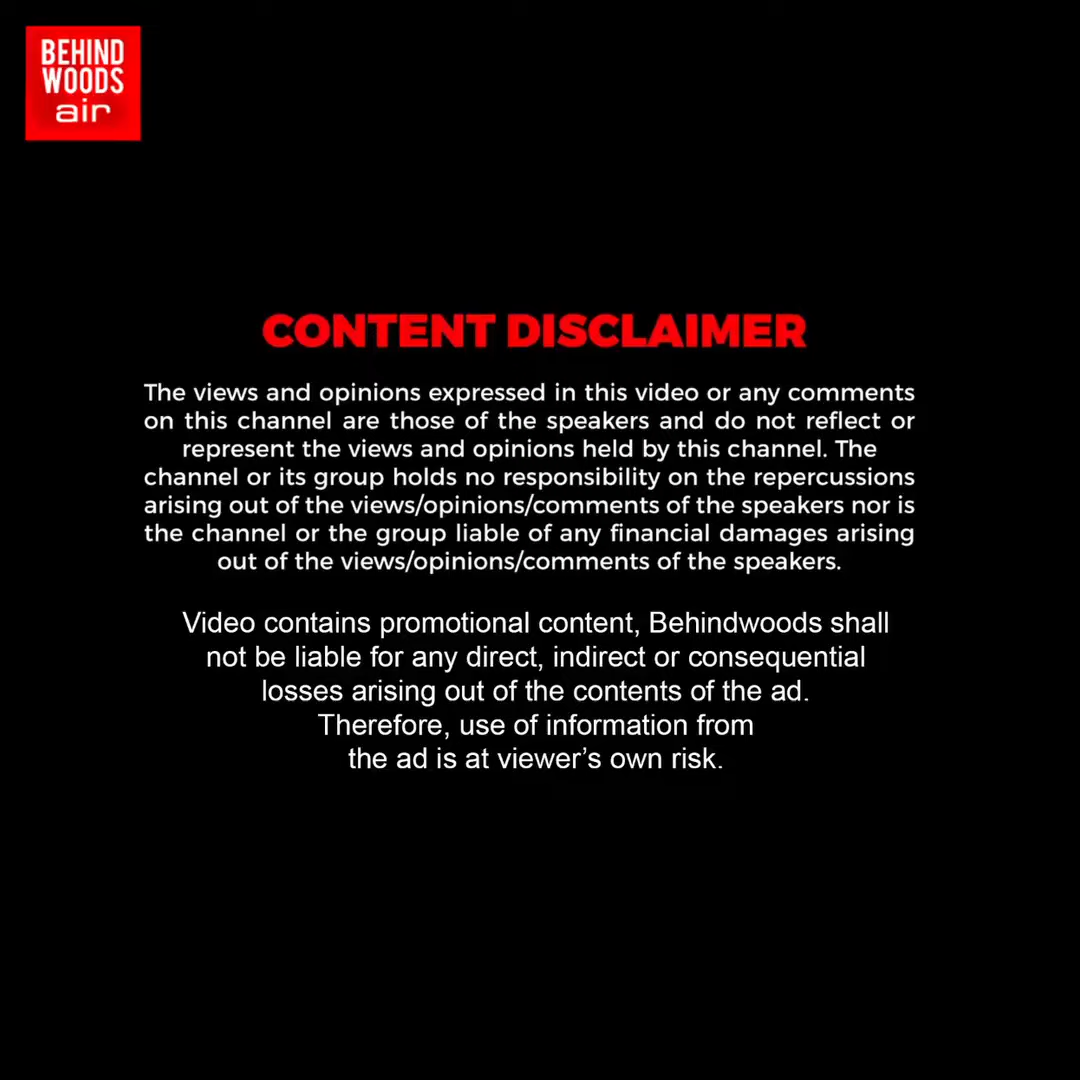 BEHIND
WOODS
air
CONTENT DISCLAIMER
The views and opinions expressed in this video or any comments
on this channel are those of the speakers and do not reflect or
represent the views and opinions held by this channel. The
channel or its group holds no responsibility on the repercussions
arising out of the views/opinions/comments of the speakers nor is
the channel or the group liable of any financial damages arising
out of the views/opinions/comments of the speakers.
Video contains promotional content, Behindwoods shall
not be liable for any direct, indirect or consequential
losses arising out of the contents of the ad.
Therefore, use of information from
the ad is at viewer’s own risk.